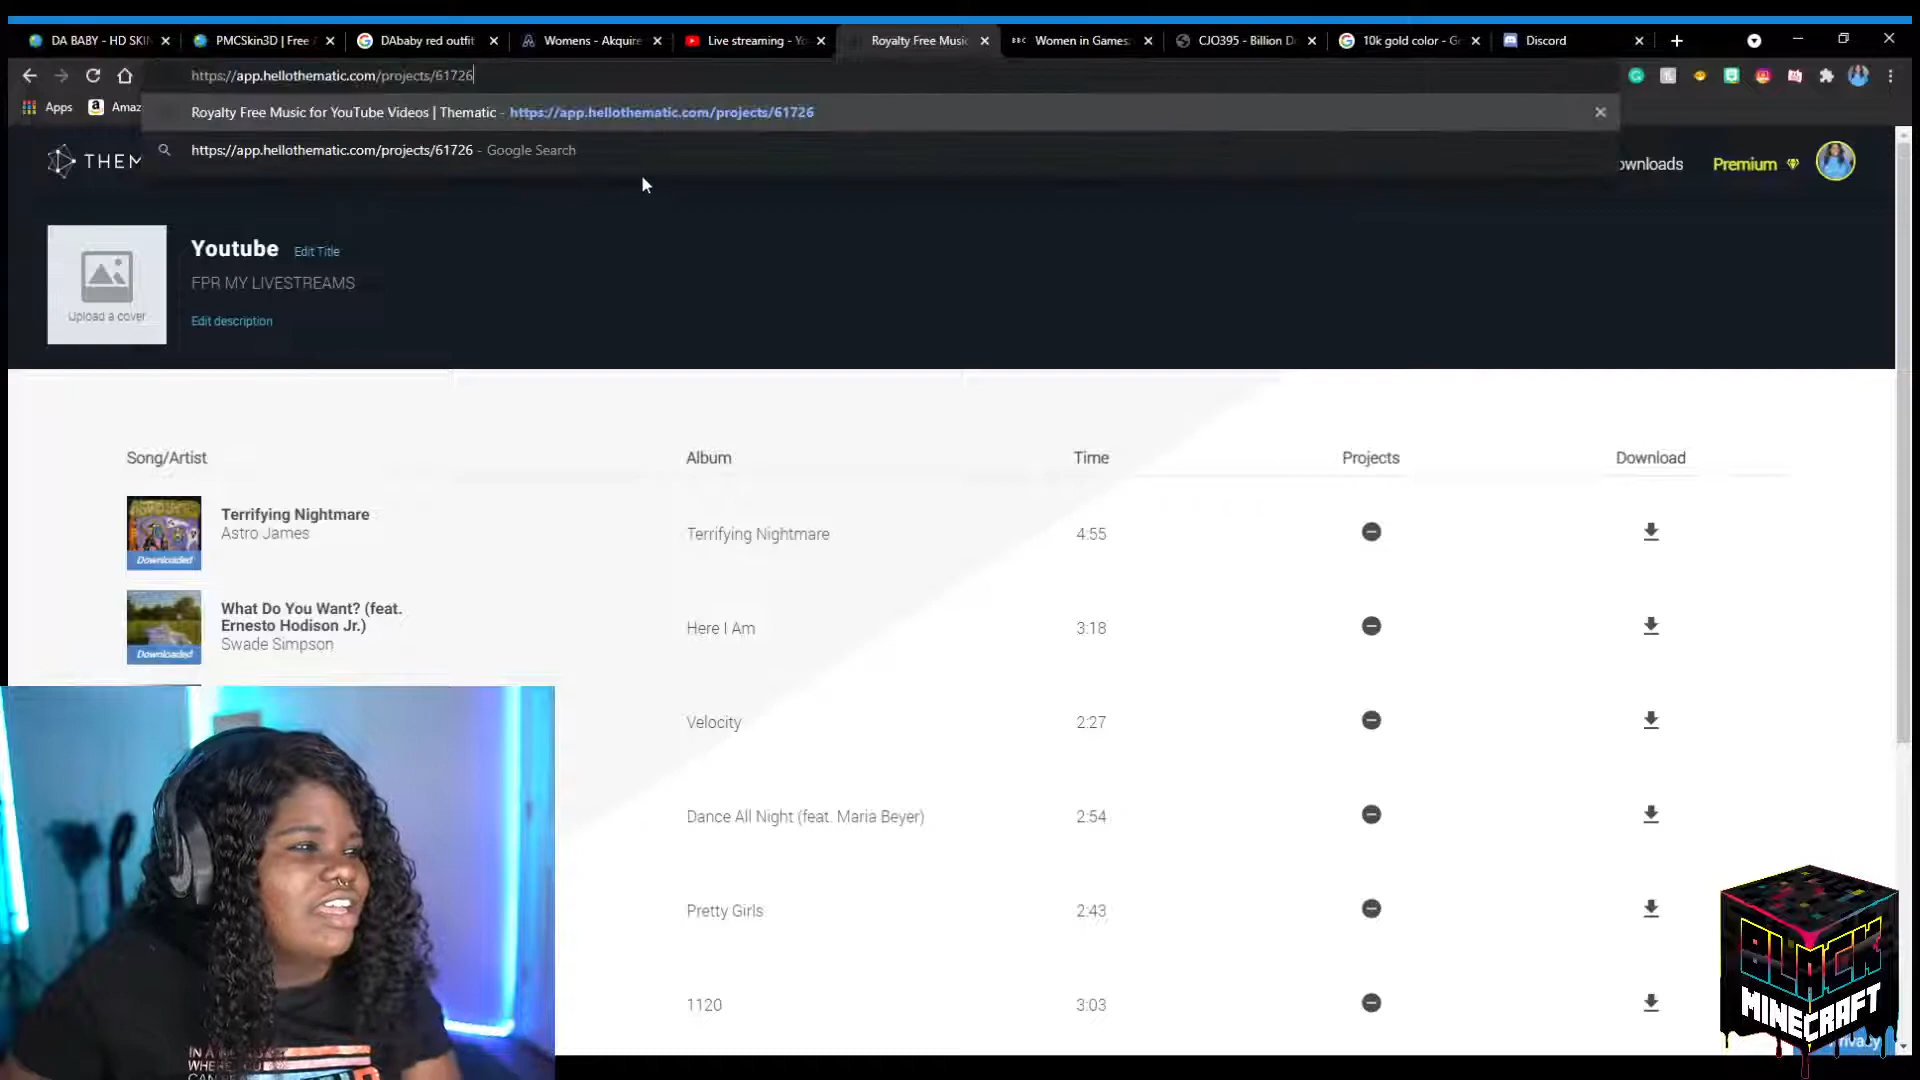 DA BABY - HD SKIN
PMCSkin3D | Free A
DAbaby red outfit
Womens - Akquire
Live streaming - Yo
Royalty Free Music
BBC Women in Games:
CJO395 - Billion D
10k gold color - G
Discord
https://app.hellothematic.com/projects/61726
Apps
Amaz
Royalty Free Music for YouTube Videos | Thematic - https://app.hellothematic.com/projects/61726
https://app.hellothematic.com/projects/61726 - Google Search
THEM
ownloads
Premium
Upload a cover
Youtube Edit Title
FPR MY LIVESTREAMS
Edit description
Song/Artist Album Time Projects Download
Terrifying Nightmare
Astro James
Downloaded
Terrifying Nightmare 4:55
What Do You Want? (feat.
Ernesto Hodison Jr.)
Swade Simpson
Downloaded
Here I Am 3:18
Velocity 2:27
Dance All Night (feat. Maria Beyer) 2:54
Pretty Girls 2:43
1120 3:03
BLACK
MINECRAFT
Privacy
WHERE